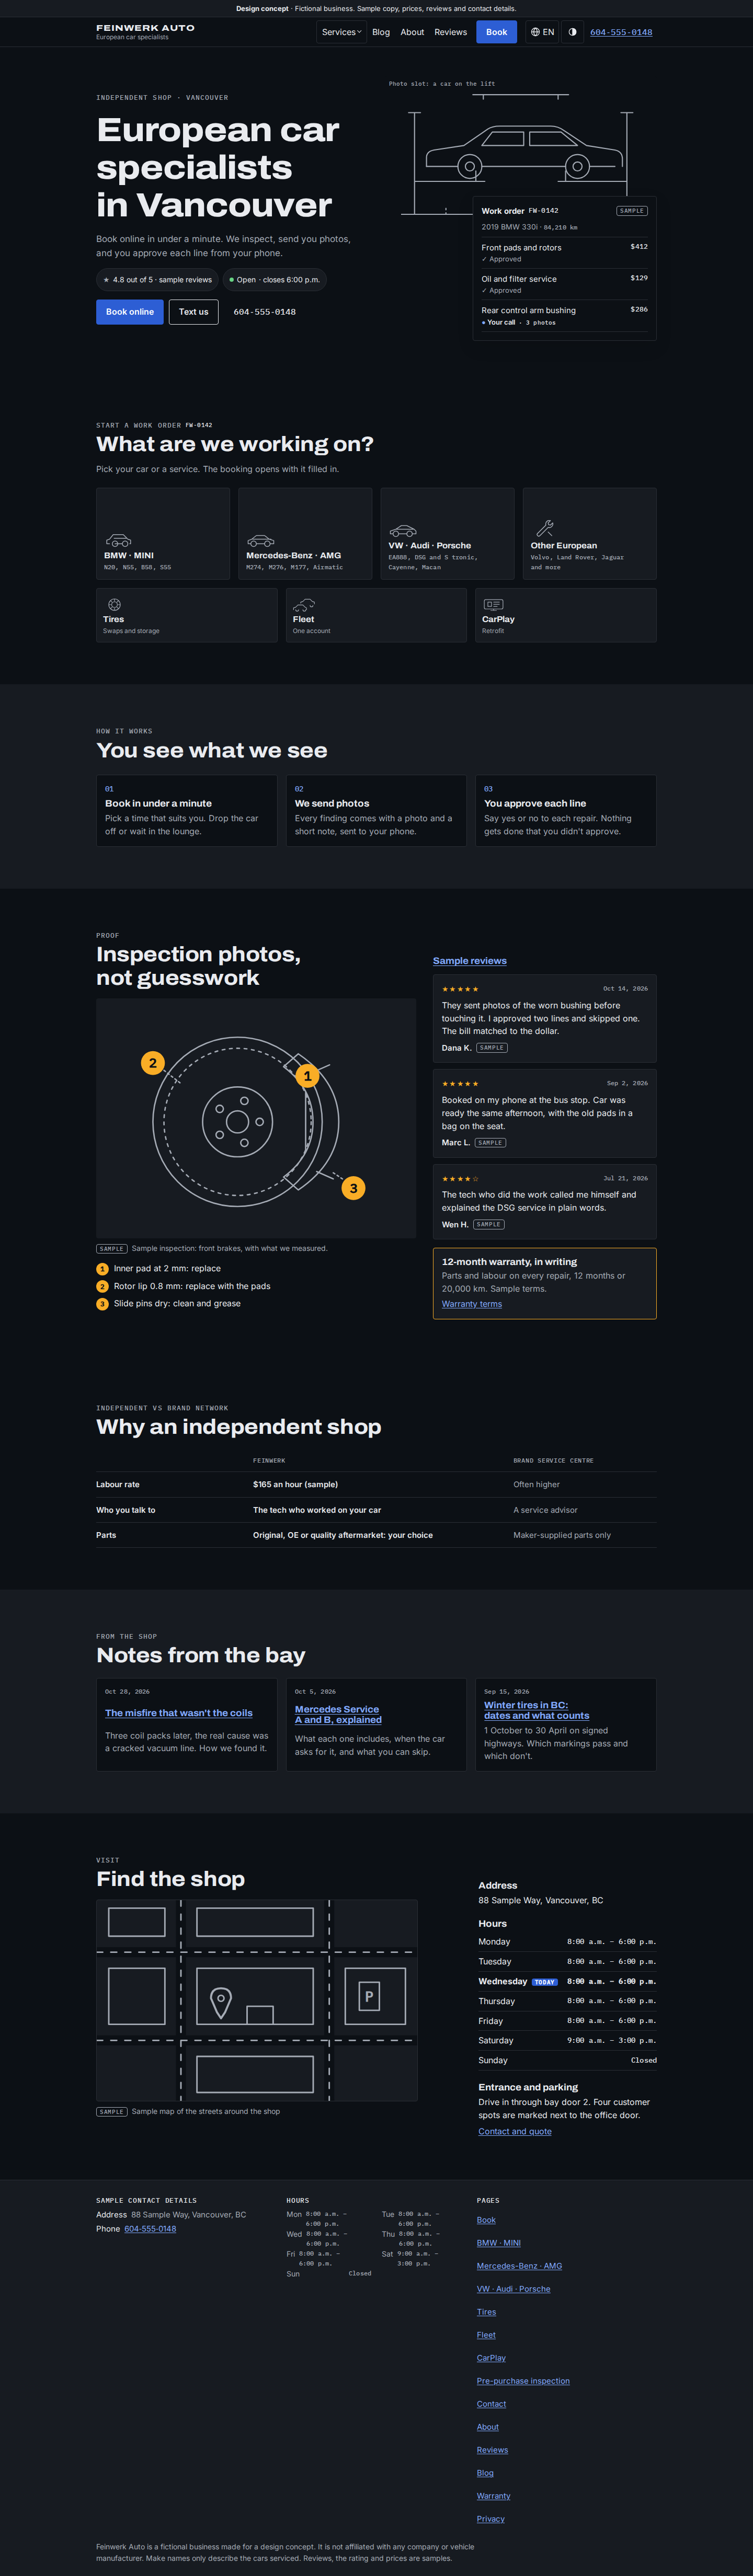 Design concept · Fictional business. Sample copy, prices, reviews and contact details.
FEINWERK AUTO
European car specialists
Services
Blog
About
Reviews
Book
EN
604-555-0148
INDEPENDENT SHOP · VANCOUVER
European car
specialists
in Vancouver
Book online in under a minute. We inspect, send you photos,
and you approve each line from your phone.
★ 4.8 out of 5 · sample reviews
Open · closes 6:00 p.m.
Book online
Text us
604-555-0148
Photo slot: a car on the lift
Work order FW-0142
SAMPLE
2019 BMW 330i · 84,210 km
Front pads and rotors $412
✓ Approved
Oil and filter service $129
✓ Approved
Rear control arm bushing $286
Your call · 3 photos
START A WORK ORDER FW-0142
What are we working on?
Pick your car or a service. The booking opens with it filled in.
BMW · MINI
N20, N55, B58, S55
Mercedes-Benz · AMG
M274, M276, M177, Airmatic
VW · Audi · Porsche
EA888, DSG and S tronic,
Cayenne, Macan
Other European
Volvo, Land Rover, Jaguar
and more
Tires
Swaps and storage
Fleet
One account
CarPlay
Retrofit
HOW IT WORKS
You see what we see
01
Book in under a minute
Pick a time that suits you. Drop the car
off or wait in the lounge.
02
We send photos
Every finding comes with a photo and a
short note, sent to your phone.
03
You approve each line
Say yes or no to each repair. Nothing
gets done that you didn't approve.
PROOF
Inspection photos,
not guesswork
1
2
3
SAMPLE Sample inspection: front brakes, with what we measured.
1 Inner pad at 2 mm: replace
2 Rotor lip 0.8 mm: replace with the pads
3 Slide pins dry: clean and grease
Sample reviews
★★★★★ Oct 14, 2026
They sent photos of the worn bushing before
touching it. I approved two lines and skipped one.
The bill matched to the dollar.
Dana K. SAMPLE
★★★★★ Sep 2, 2026
Booked on my phone at the bus stop. Car was
ready the same afternoon, with the old pads in a
bag on the seat.
Marc L. SAMPLE
★★★★☆ Jul 21, 2026
The tech who did the work called me himself and
explained the DSG service in plain words.
Wen H. SAMPLE
12-month warranty, in writing
Parts and labour on every repair, 12 months or
20,000 km. Sample terms.
Warranty terms
INDEPENDENT VS BRAND NETWORK
Why an independent shop
FEINWERK BRAND SERVICE CENTRE
Labour rate $165 an hour (sample) Often higher
Who you talk to The tech who worked on your car A service advisor
Parts Original, OE or quality aftermarket: your choice Maker-supplied parts only
FROM THE SHOP
Notes from the bay
Oct 28, 2026
The misfire that wasn't the coils
Three coil packs later, the real cause was
a cracked vacuum line. How we found it.
Oct 5, 2026
Mercedes Service
A and B, explained
What each one includes, when the car
asks for it, and what you can skip.
Sep 15, 2026
Winter tires in BC:
dates and what counts
1 October to 30 April on signed
highways. Which markings pass and
which don't.
VISIT
Find the shop
P
SAMPLE Sample map of the streets around the shop
Address
88 Sample Way, Vancouver, BC
Hours
Monday 8:00 a.m. – 6:00 p.m.
Tuesday 8:00 a.m. – 6:00 p.m.
Wednesday TODAY 8:00 a.m. – 6:00 p.m.
Thursday 8:00 a.m. – 6:00 p.m.
Friday 8:00 a.m. – 6:00 p.m.
Saturday 9:00 a.m. – 3:00 p.m.
Sunday Closed
Entrance and parking
Drive in through bay door 2. Four customer
spots are marked next to the office door.
Contact and quote
SAMPLE CONTACT DETAILS
Address 88 Sample Way, Vancouver, BC
Phone 604-555-0148
HOURS
Mon 8:00 a.m. –
6:00 p.m.
Tue 8:00 a.m. –
6:00 p.m.
Wed 8:00 a.m. –
6:00 p.m.
Thu 8:00 a.m. –
6:00 p.m.
Fri 8:00 a.m. –
6:00 p.m.
Sat 9:00 a.m. –
3:00 p.m.
Sun Closed
PAGES
Book
BMW · MINI
Mercedes-Benz · AMG
VW · Audi · Porsche
Tires
Fleet
CarPlay
Pre-purchase inspection
Contact
About
Reviews
Blog
Warranty
Privacy
Feinwerk Auto is a fictional business made for a design concept. It is not affiliated with any company or vehicle
manufacturer. Make names only describe the cars serviced. Reviews, the rating and prices are samples.